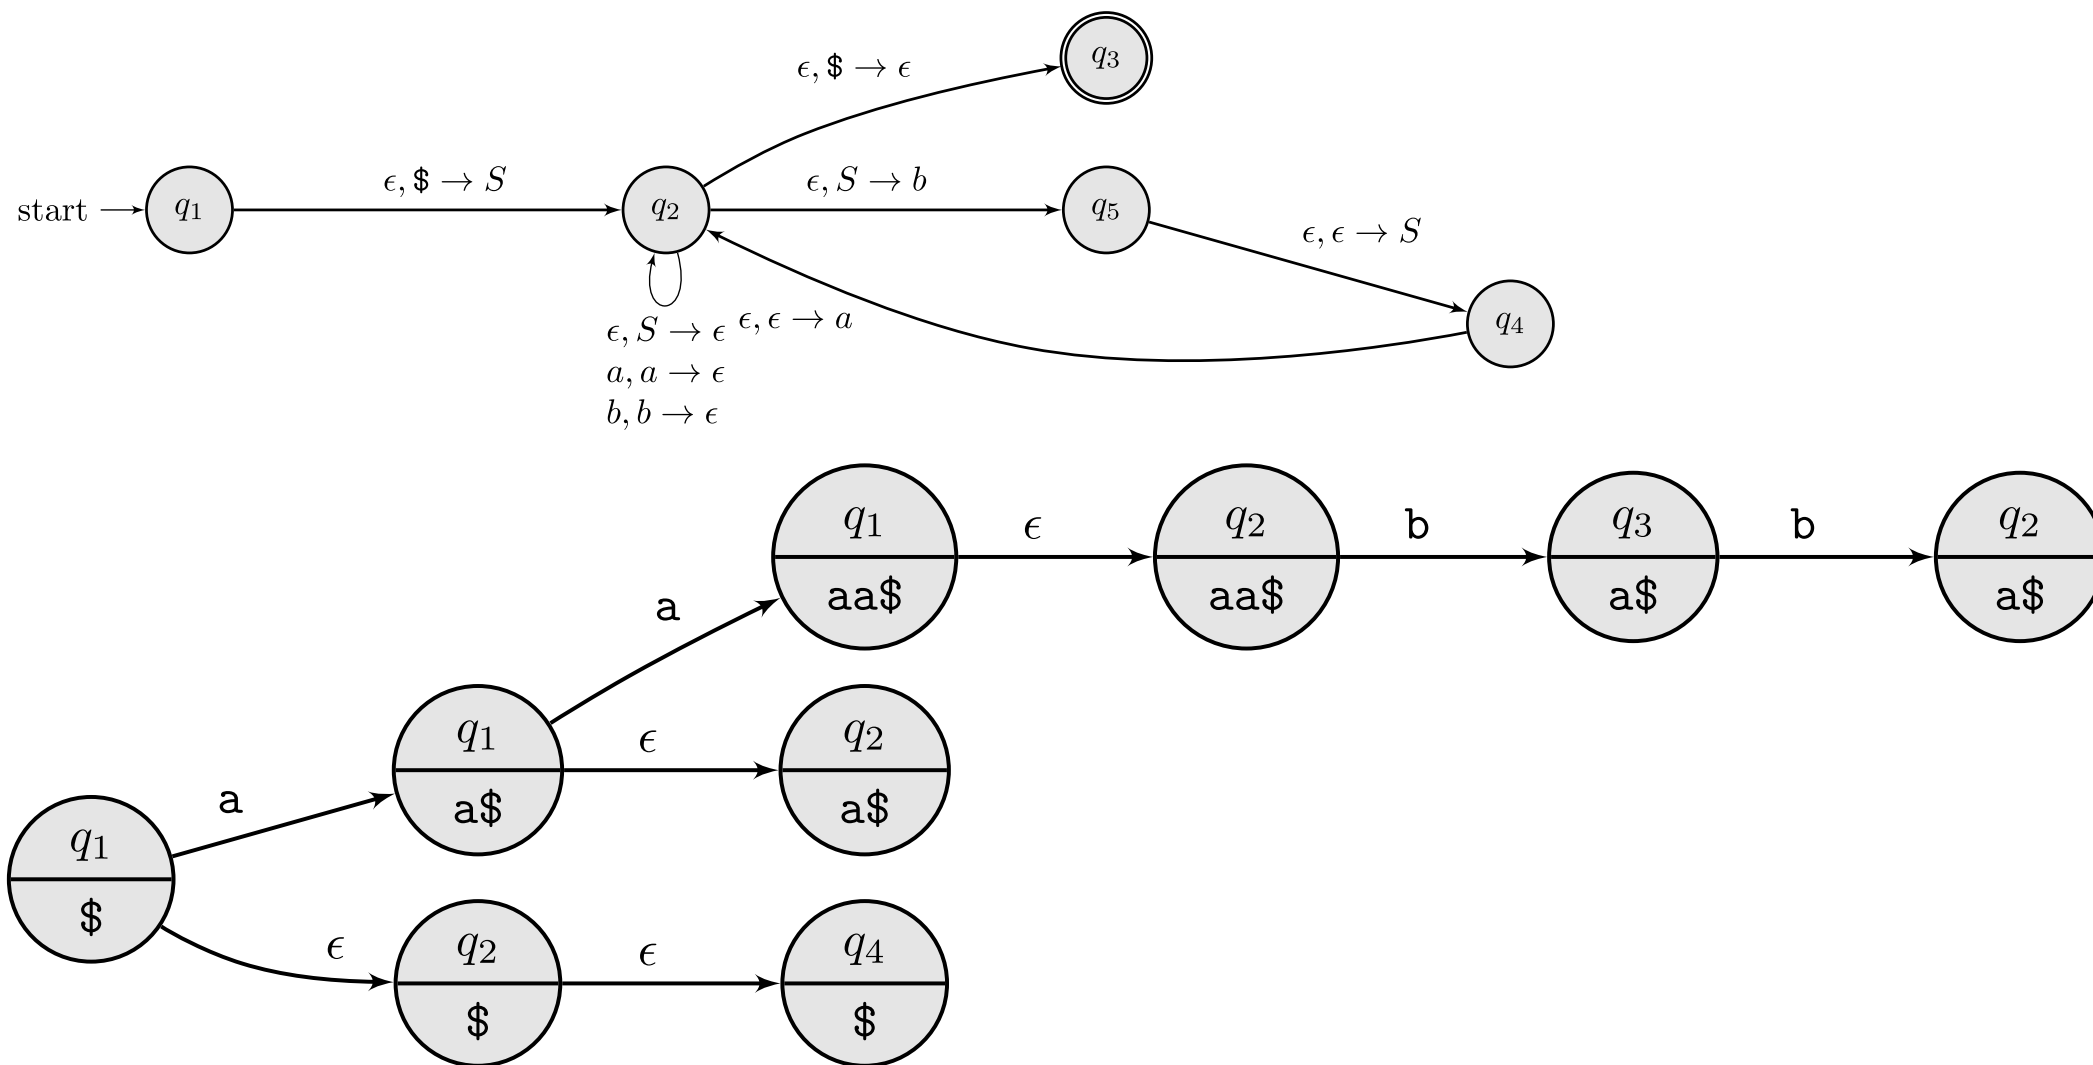 q₃
ϵ, $ → ϵ
start
q₁
ϵ, $ → S
q₂
ϵ, S → b
q₅
ϵ, ϵ → S
q₄
ϵ, S → ϵ
ϵ, ϵ → a
a, a → ϵ
b, b → ϵ
q₁
aa$
ϵ
q₂
aa$
b
q₃
a$
b
q₂
a$
a
q₁
a$
ϵ
q₂
a$
a
q₁
$
ϵ
q₂
$
ϵ
q₄
$